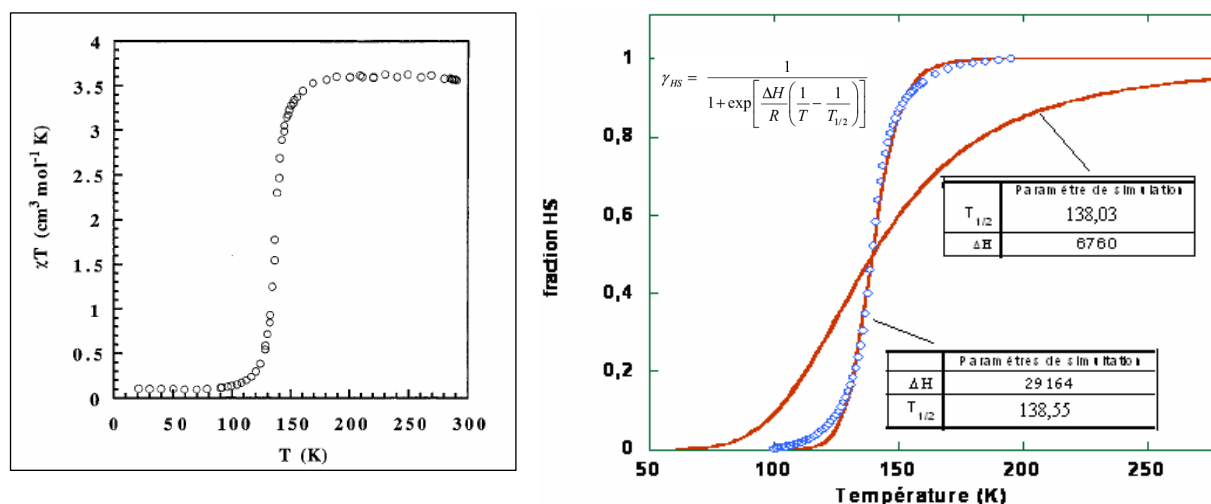 4
3.5
3
2.5
2
1.5
1
0.5
0
χT (cm³ mol⁻¹ K)
0 50 100 150 200 250 300
T (K)
1
0,8
0,6
0,4
0,2
0
fraction HS
γHS = 1 / (1+exp[ΔH/R (1/T − 1/T1/2)])
Paramètre de simulation
T1/2 138,03
ΔH 6760
Paramètres de simultation
ΔH 29164
T1/2 138,55
50 100 150 200 250
Température (K)